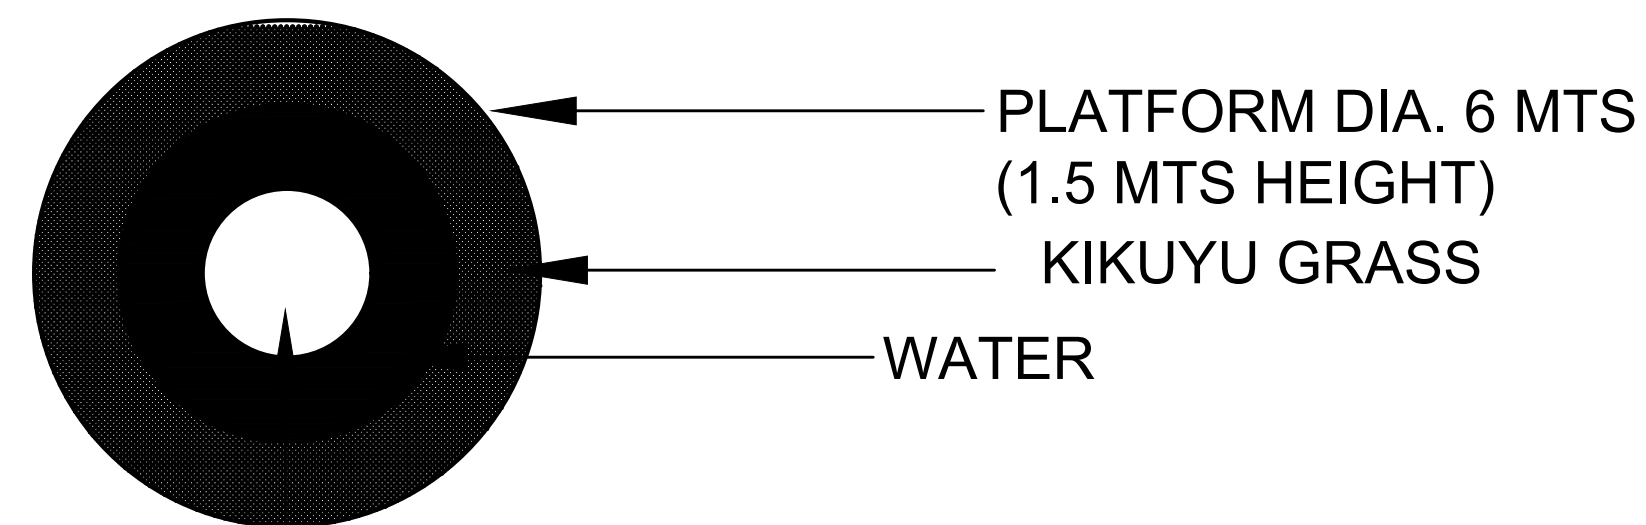 PLATFORM DIA. 6 MTS
(1.5 MTS HEIGHT)
KIKUYU GRASS
WATER